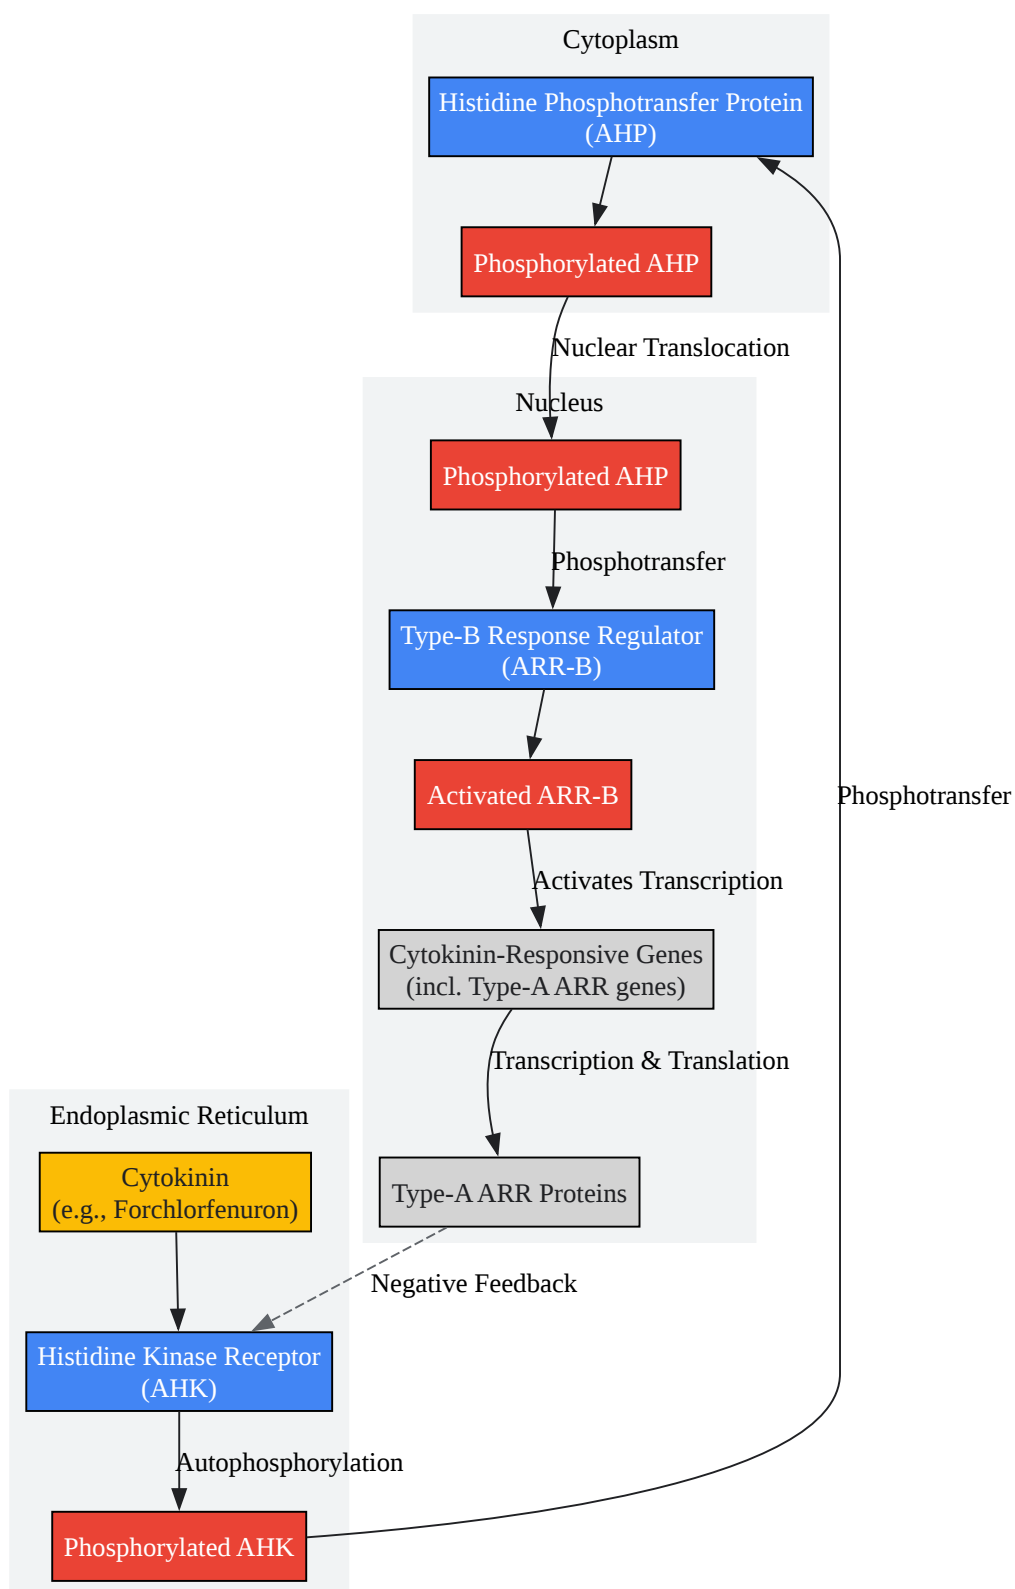 Cytoplasm
Histidine Phosphotransfer Protein
(AHP)
Phosphorylated AHP
Nuclear Translocation
Nucleus
Phosphorylated AHP
Phosphotransfer
Type-B Response Regulator
(ARR-B)
Activated ARR-B
Phosphotransfer
Activates Transcription
Cytokinin-Responsive Genes
(incl. Type-A ARR genes)
Transcription & Translation
Endoplasmic Reticulum
Cytokinin
(e.g., Forchlorfenuron)
Type-A ARR Proteins
Negative Feedback
Histidine Kinase Receptor
(AHK)
Autophosphorylation
Phosphorylated AHK